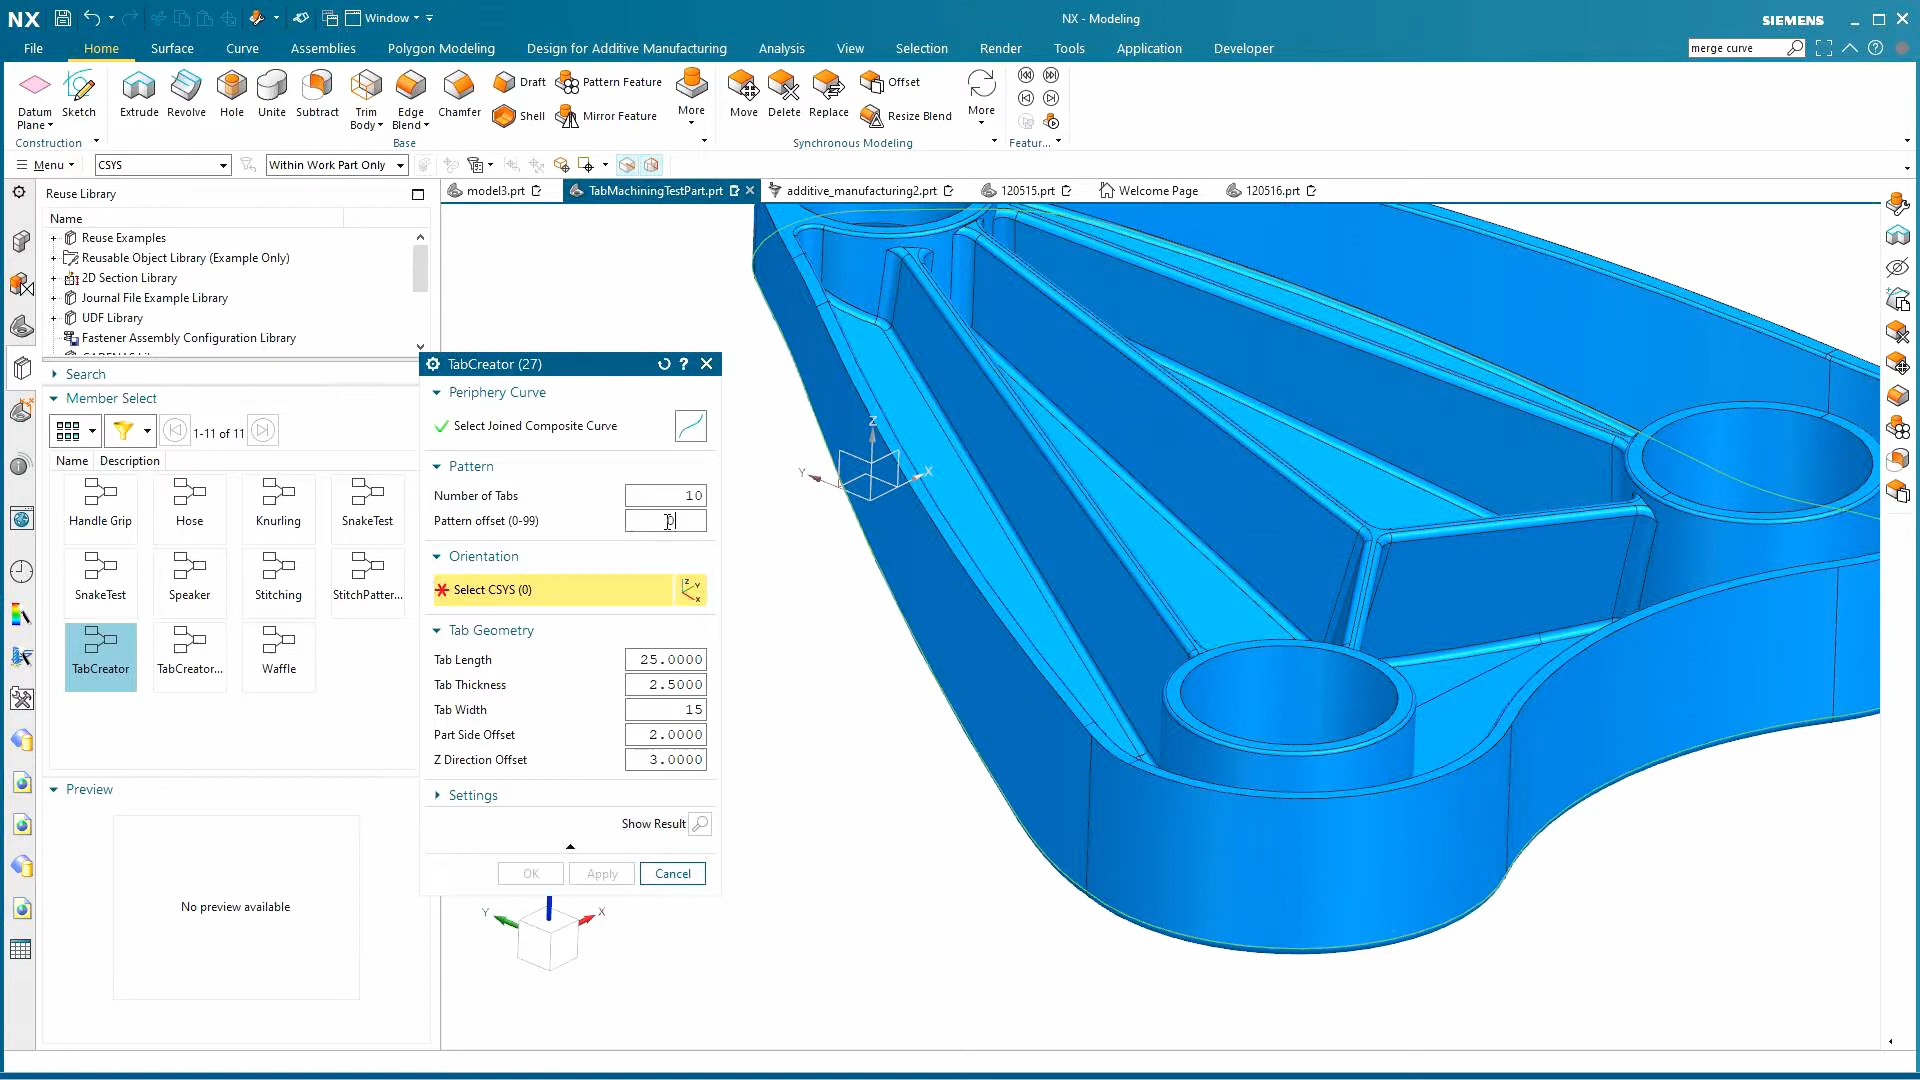 NX
Window
NX - Modeling
SIEMENS
File
Home
Surface
Curve
Assemblies
Polygon Modeling
Design for Additive Manufacturing
Analysis
View
Selection
Render
Tools
Application
Developer
merge curve
Datum
Plane
Sketch
Extrude
Revolve
Hole
Unite
Subtract
Trim
Body
Edge
Blend
Chamfer
Draft
Shell
Pattern Feature
Mirror Feature
More
Move
Delete
Replace
Offset
Resize Blend
More
Construction
Base
Synchronous Modeling
Featur...
Menu
CSYS
Within Work Part Only
Reuse Library
model3.prt
TabMachiningTestPart.prt
additive_manufacturing2.prt
120515.prt
Welcome Page
120516.prt
Name
Reuse Examples
Reusable Object Library (Example Only)
2D Section Library
Journal File Example Library
UDF Library
Fastener Assembly Configuration Library
Search
Member Select
1-11 of 11
Name
Description
Handle Grip
Hose
Knurling
SnakeTest
SnakeTest
Speaker
Stitching
StitchPatter...
TabCreator
TabCreator...
Waffle
Preview
No preview available
TabCreator (27)
Periphery Curve
Select Joined Composite Curve
Pattern
Number of Tabs 10
Pattern offset (0-99) 0
Orientation
Select CSYS (0)
Tab Geometry
Tab Length 25.0000
Tab Thickness 2.5000
Tab Width 15
Part Side Offset 2.0000
Z Direction Offset 3.0000
Settings
Show Result
OK
Apply
Cancel
Z
Y
X
Y
X